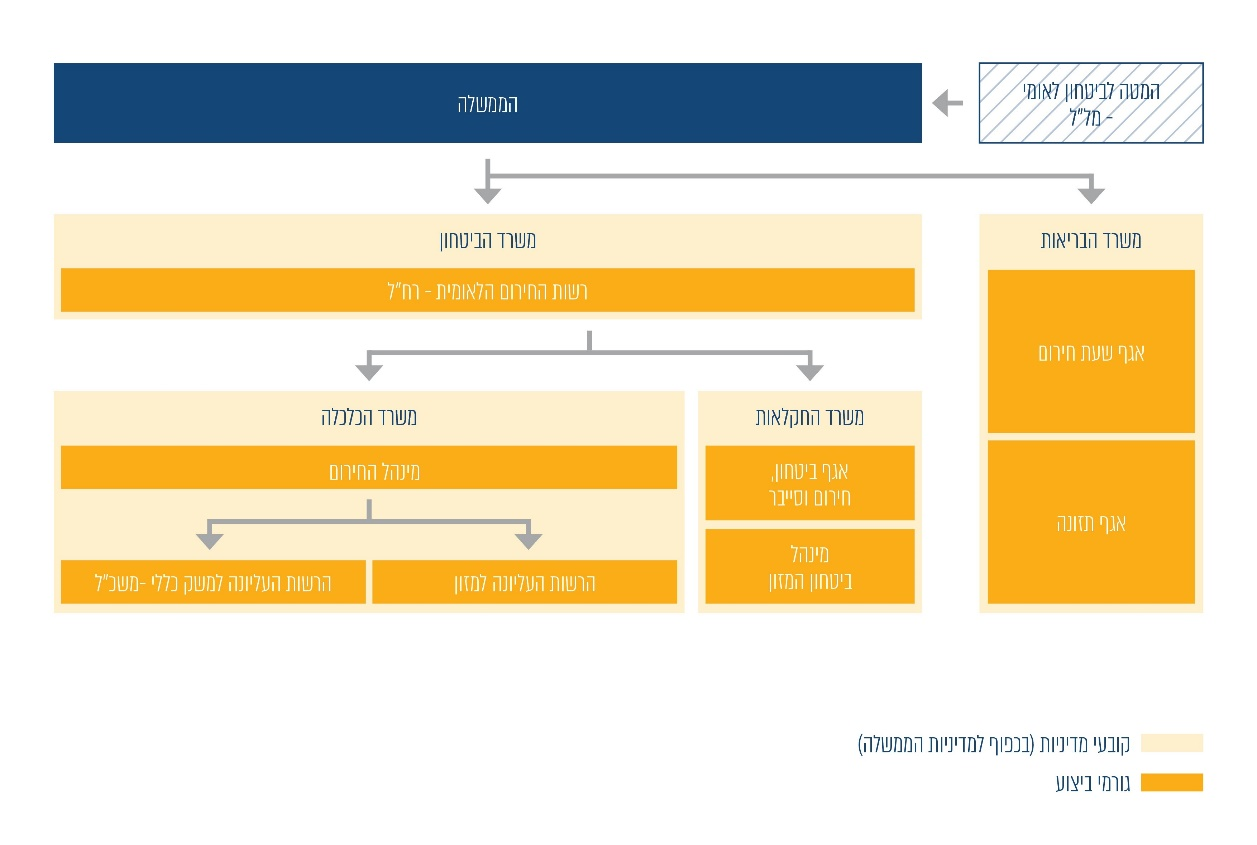 המטה לביטחון לאומי
- מל"ל
הממשלה
משרד הבריאות
אגף שעת חירום
אגף תזונה
משרד הביטחון
רשות החירום הלאומית - רח"ל
משרד החקלאות
אגף ביטחון,
חירום וסייבר
מינהל
ביטחון המזון
משרד הכלכלה
מינהל החירום
הרשות העליונה למזון
הרשות העליונה למשק כללי -משכ"ל
קובעי מדיניות (בכפוף למדיניות הממשלה)
גורמי ביצוע